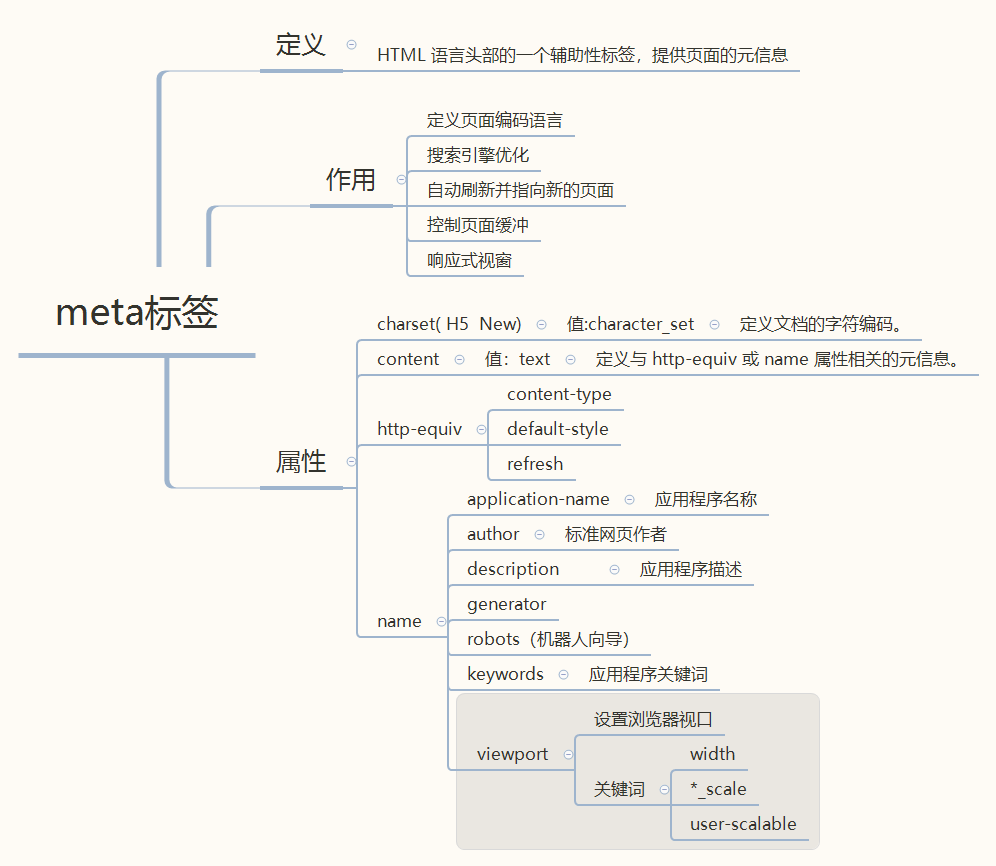 定义
HTML 语言头部的一个辅助性标签，提供页面的元信息
定义页面编码语言
搜索引擎优化
作用
自动刷新并指向新的页面
控制页面缓冲
响应式视窗
meta标签
charset( H5  New) 值:character_set 定义文档的字符编码。
content 值：text 定义与 http-equiv 或 name 属性相关的元信息。
content-type
http-equiv
default-style
属性
refresh
application-name 应用程序名称
author 标准网页作者
description 应用程序描述
generator
name
robots（机器人向导）
keywords 应用程序关键词
设置浏览器视口
viewport
width
关键词
*_scale
user-scalable